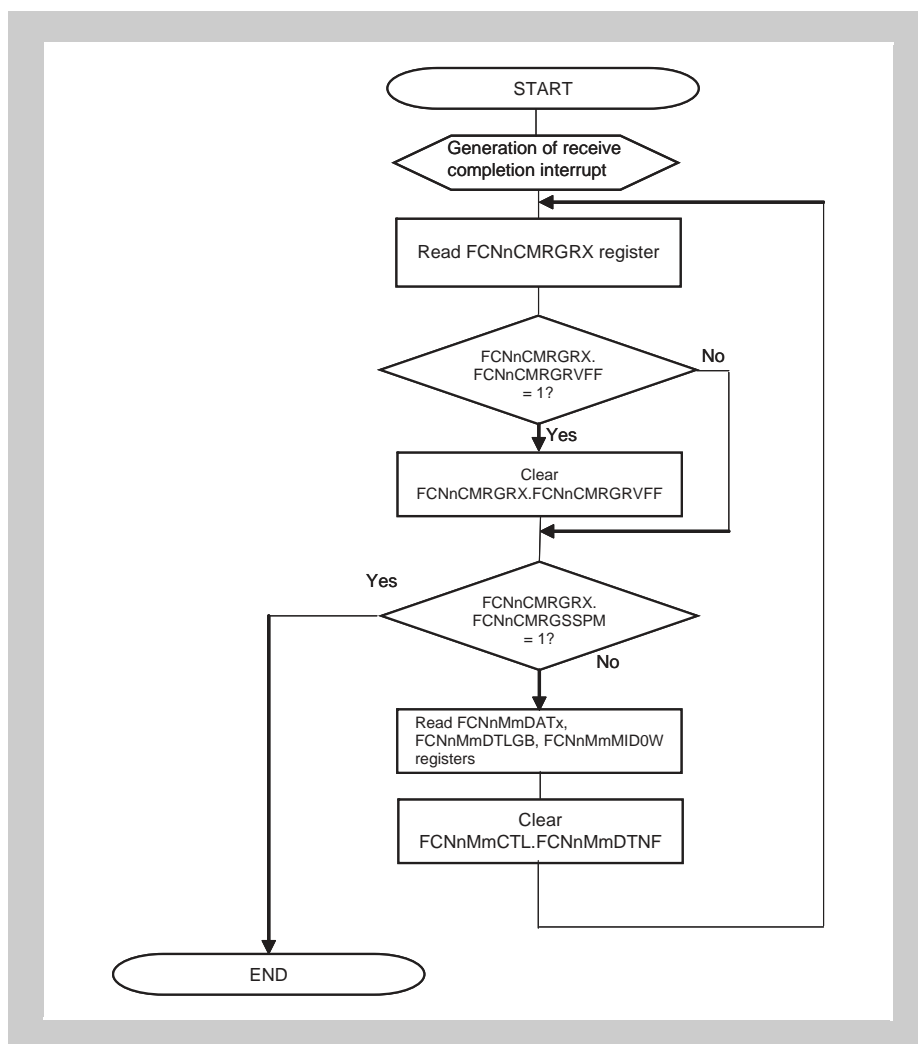 START
Generation of receive
completion interrupt
Read FCNnCMRGRX register
FCNnCMRGRX.
FCNnCMRGRVFF
= 1?
No
Yes
Clear
FCNnCMRGRX.FCNnCMRGRVFF
Yes
FCNnCMRGRX.
FCNnCMRGSSPM
= 1?
No
Read FCNnMmDATx,
FCNnMmDTLGB, FCNnMmMID0W
registers
Clear
FCNnMmCTL.FCNnMmDTNF
END